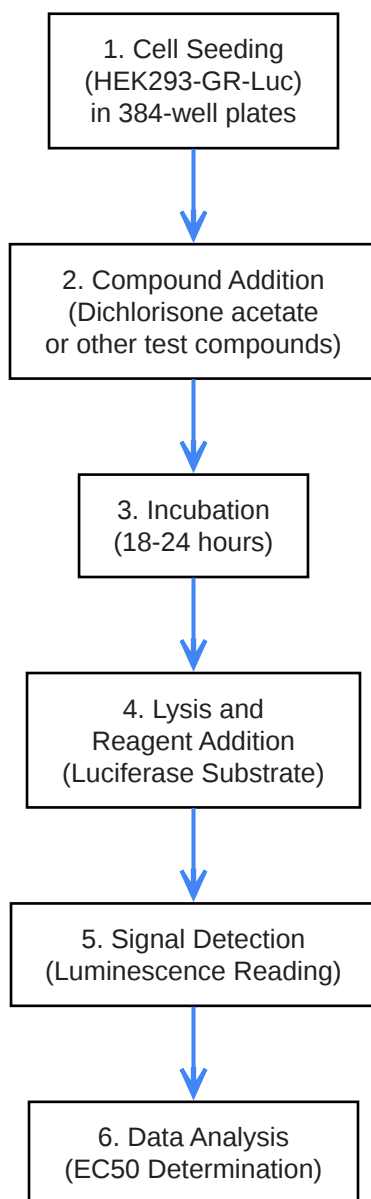 1. Cell Seeding
(HEK293-GR-Luc)
in 384-well plates
2. Compound Addition
(Dichlorisone acetate
or other test compounds)
3. Incubation
(18-24 hours)
4. Lysis and
Reagent Addition
(Luciferase Substrate)
5. Signal Detection
(Luminescence Reading)
6. Data Analysis
(EC50 Determination)